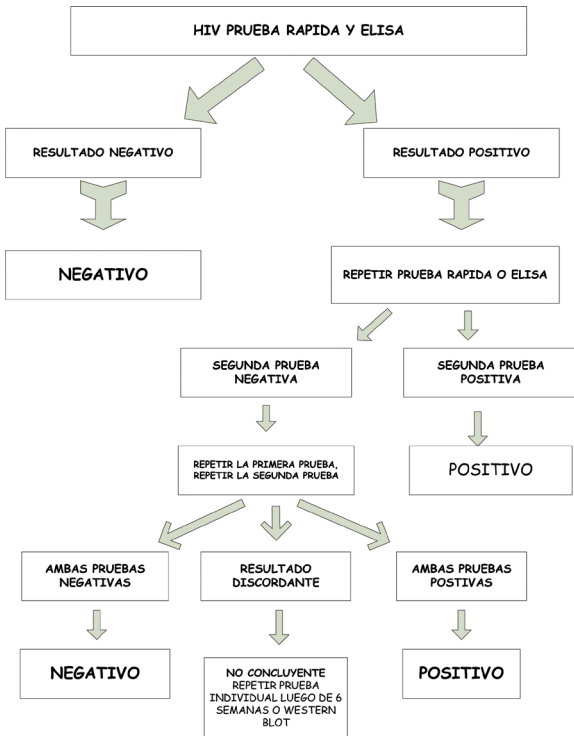 HIV PRUEBA RAPIDA Y ELISA
RESULTADO NEGATIVO
RESULTADO POSITIVO
NEGATIVO
REPETIR PRUEBA RAPIDA O ELISA
SEGUNDA PRUEBA
NEGATIVA
SEGUNDA PRUEBA
POSITIVA
REPETIR LA PRIMERA PRUEBA,
REPETIR LA SEGUNDA PRUEBA
POSITIVO
AMBAS PRUEBAS
NEGATIVAS
RESULTADO
DISCORDANTE
AMBAS PRUEBAS
POSTIVAS
NEGATIVO
NO CONCLUYENTE
REPETIR PRUEBA
INDIVIDUAL LUEGO DE 6
SEMANAS O WESTERN
BLOT
POSITIVO